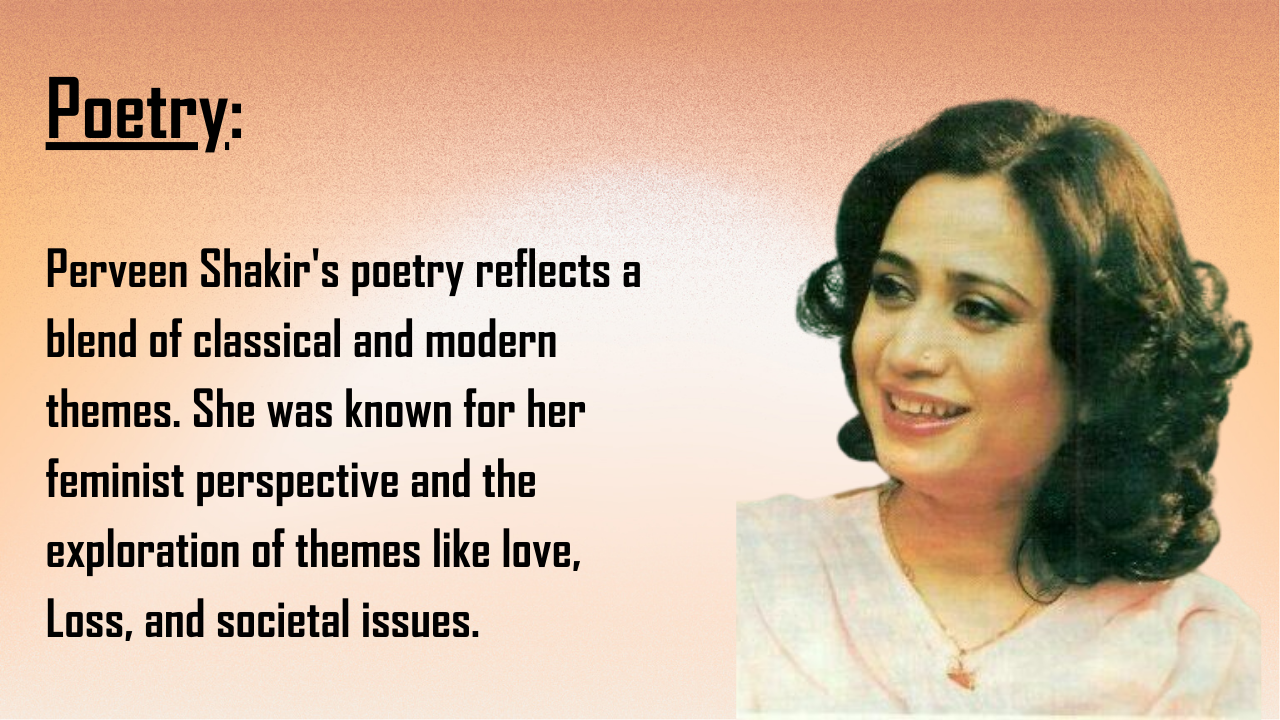 Poetry:
Perveen Shakir's poetry reflects a
blend of classical and modern
themes. She was known for her
feminist perspective and the
exploration of themes like love,
Loss, and societal issues.